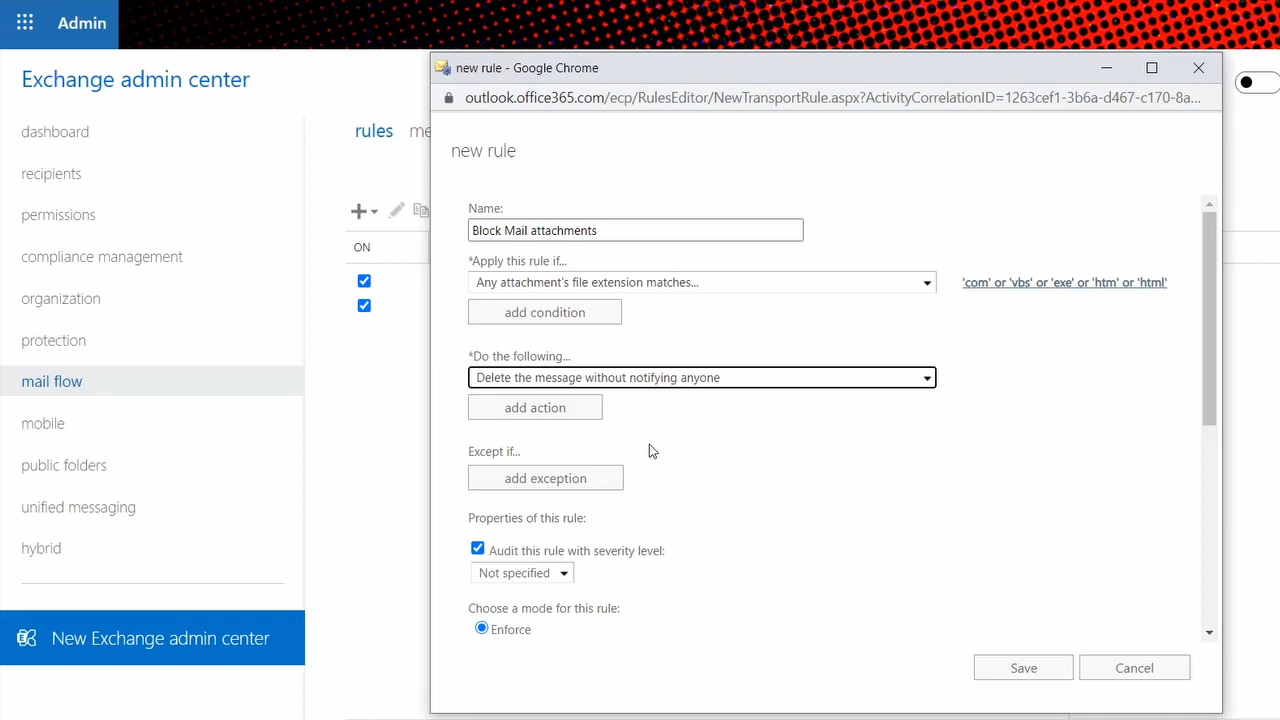 Admin
Exchange admin center
dashboard
recipients
permissions
compliance management
organization
protection
mail flow
mobile
public folders
unified messaging
hybrid
New Exchange admin center
rules me
ON
new rule - Google Chrome
outlook.office365.com/ecp/RulesEditor/NewTransportRule.aspx?ActivityCorrelationID=1263cef1-3b6a-d467-c170-8a...
new rule
Name:
Block Mail attachments
*Apply this rule if...
Any attachment's file extension matches... 'com' or 'vbs' or 'exe' or 'htm' or 'html'
add condition
*Do the following...
Delete the message without notifying anyone
add action
Except if...
add exception
Properties of this rule:
Audit this rule with severity level:
Not specified
Choose a mode for this rule:
Enforce
Save Cancel